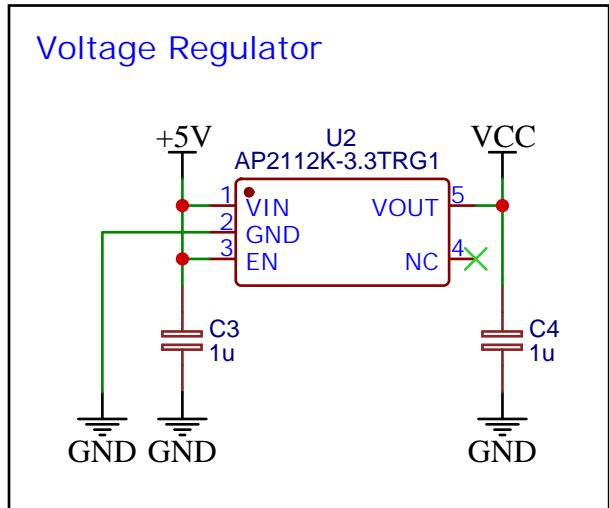 Voltage Regulator
+5V
U2
AP2112K-3.3TRG1
VCC
1
VIN
VOUT
5
2
GND
3
EN
NC
4
C3
1u
C4
1u
GND
GND
GND